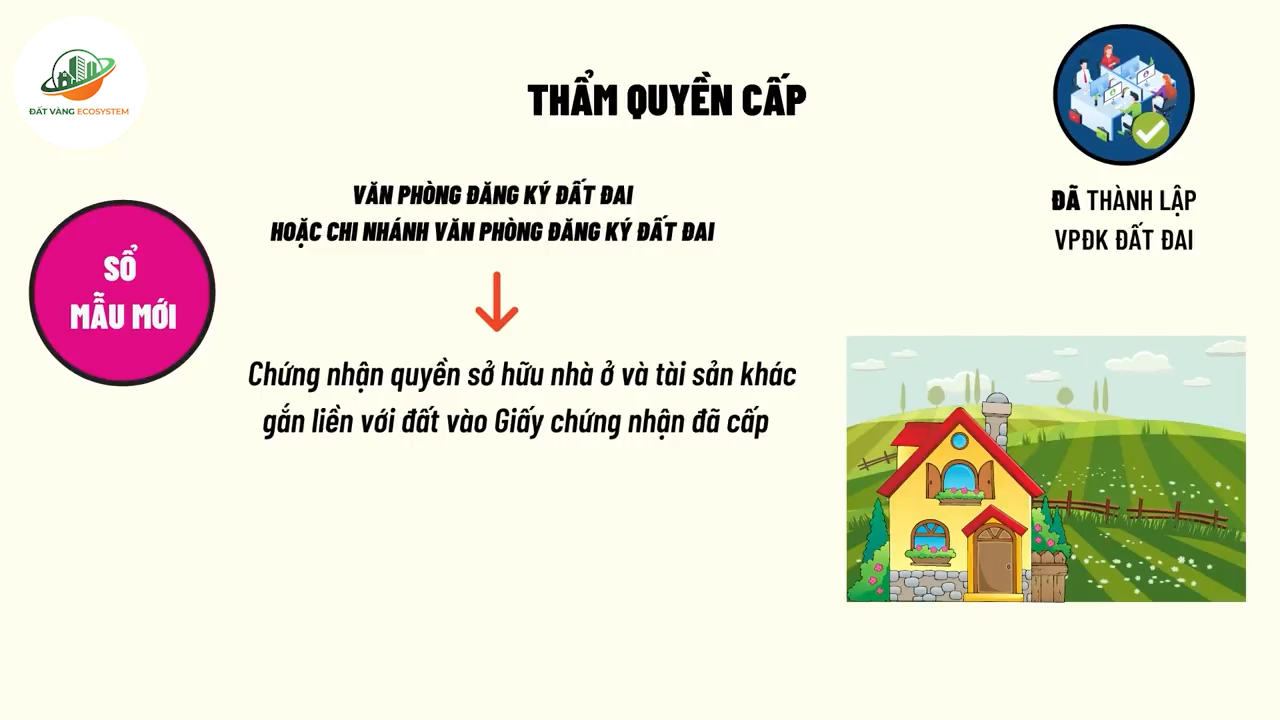 ĐẤT VÀNG ECOSYSTEM
THẨM QUYỀN CẤP
ĐÃ THÀNH LẬP
VPĐK ĐẤT ĐAI
SỔ
MẪU MỚI
VĂN PHÒNG ĐĂNG KÝ ĐẤT ĐAI
HOẶC CHI NHÁNH VĂN PHÒNG ĐĂNG KÝ ĐẤT ĐAI
Chứng nhận quyền sở hữu nhà ở và tài sản khác
gắn liền với đất vào Giấy chứng nhận đã cấp